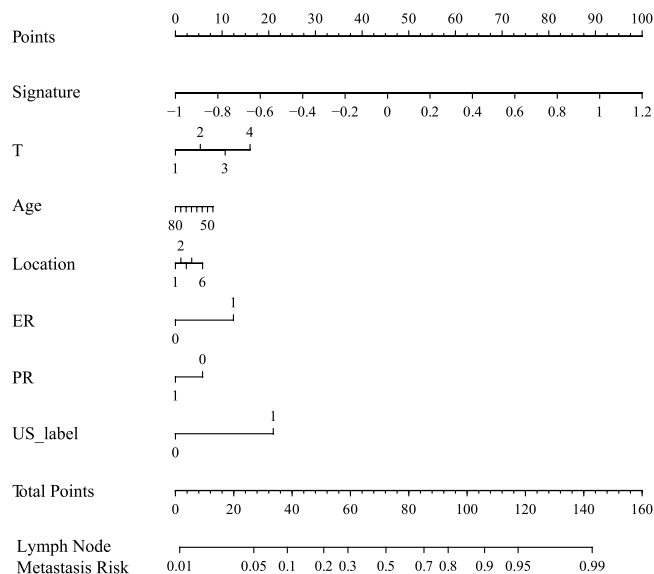 0 10 20 30 40 50 60 70 80 90 100
Points
Signature
−1 −0.8 −0.6 −0.4 −0.2 0 0.2 0.4 0.6 0.8 1 1.2
2 4
T
1 3
Age
80 50
2
Location
1 6
1
ER
0
0
PR
1
1
US_label
0
Total Points
0 20 40 60 80 100 120 140 160
Lymph Node
Metastasis Risk 0.01 0.05 0.1 0.2 0.3 0.5 0.7 0.8 0.9 0.95 0.99